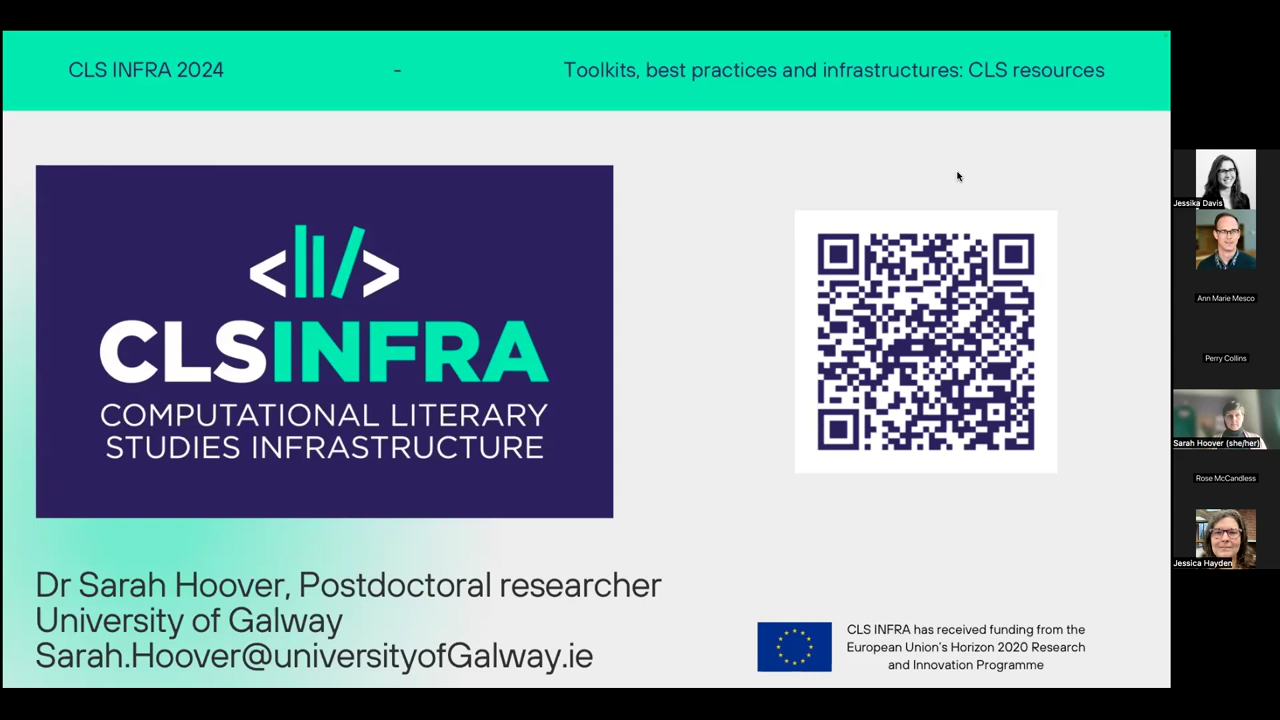 CLS INFRA 2024 - Toolkits, best practices and infrastructures: CLS resources
CLSINFRA
COMPUTATIONAL LITERARY
STUDIES INFRASTRUCTURE
Dr Sarah Hoover, Postdoctoral researcher
University of Galway
Sarah.Hoover@universityofGalway.ie
CLS INFRA has received funding from the
European Union's Horizon 2020 Research
and Innovation Programme
Jessika Davis
Ann Marie Mesco
Perry Collins
Sarah Hoover (she/her)
Rose McCandless
Jessica Hayden